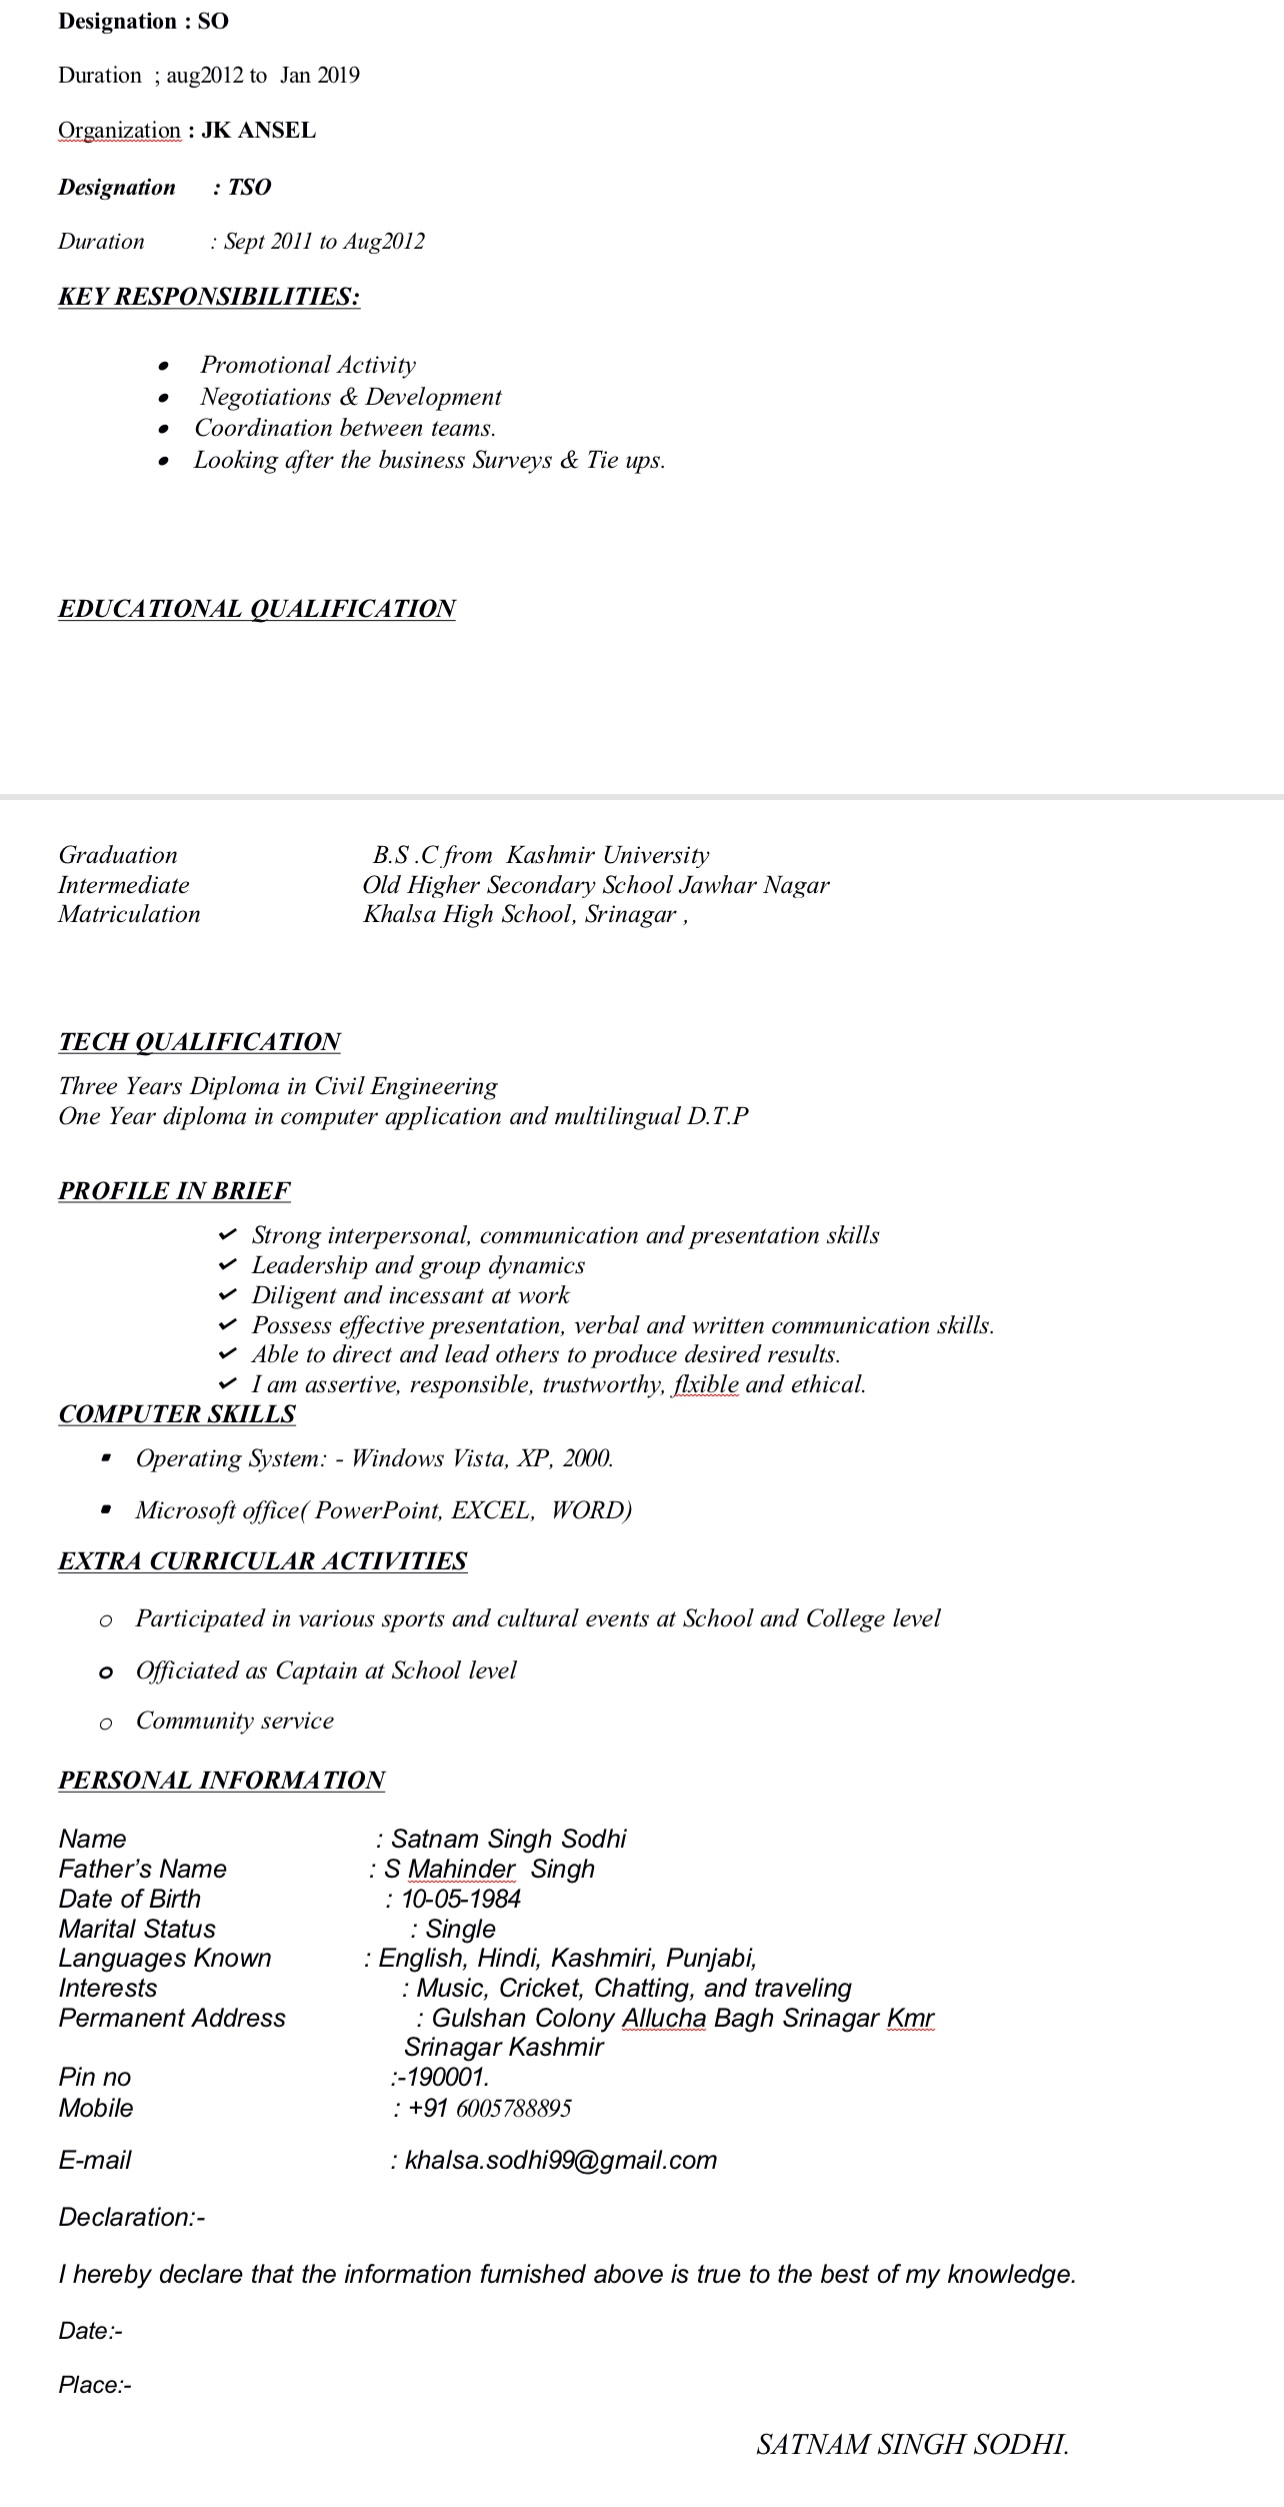 Designation : SO
Duration ; aug2012 to Jan 2019
Organization : JK ANSEL
Designation : TSO
Duration : Sept 2011 to Aug2012
KEY RESPONSIBILITIES:
• Promotional Activity
• Negotiations & Development
• Coordination between teams.
• Looking after the business Surveys & Tie ups.
EDUCATIONAL QUALIFICATION
Graduation B.S .C from Kashmir University
Intermediate Old Higher Secondary School Jawhar Nagar
Matriculation Khalsa High School, Srinagar ,
TECH QUALIFICATION
Three Years Diploma in Civil Engineering
One Year diploma in computer application and multilingual D.T.P
PROFILE IN BRIEF
✓ Strong interpersonal, communication and presentation skills
✓ Leadership and group dynamics
✓ Diligent and incessant at work
✓ Possess effective presentation, verbal and written communication skills.
✓ Able to direct and lead others to produce desired results.
✓ I am assertive, responsible, trustworthy, flxible and ethical.
COMPUTER SKILLS
▪ Operating System: - Windows Vista, XP, 2000.
▪ Microsoft office( PowerPoint, EXCEL, WORD)
EXTRA CURRICULAR ACTIVITIES
o Participated in various sports and cultural events at School and College level
o Officiated as Captain at School level
o Community service
PERSONAL INFORMATION
Name : Satnam Singh Sodhi
Father’s Name : S Mahinder Singh
Date of Birth : 10-05-1984
Marital Status : Single
Languages Known : English, Hindi, Kashmiri, Punjabi,
Interests : Music, Cricket, Chatting, and traveling
Permanent Address : Gulshan Colony Allucha Bagh Srinagar Kmr
Srinagar Kashmir
Pin no :-190001.
Mobile : +91 6005788895
E-mail : khalsa.sodhi99@gmail.com
Declaration:-
I hereby declare that the information furnished above is true to the best of my knowledge.
Date:-
Place:-
SATNAM SINGH SODHI.